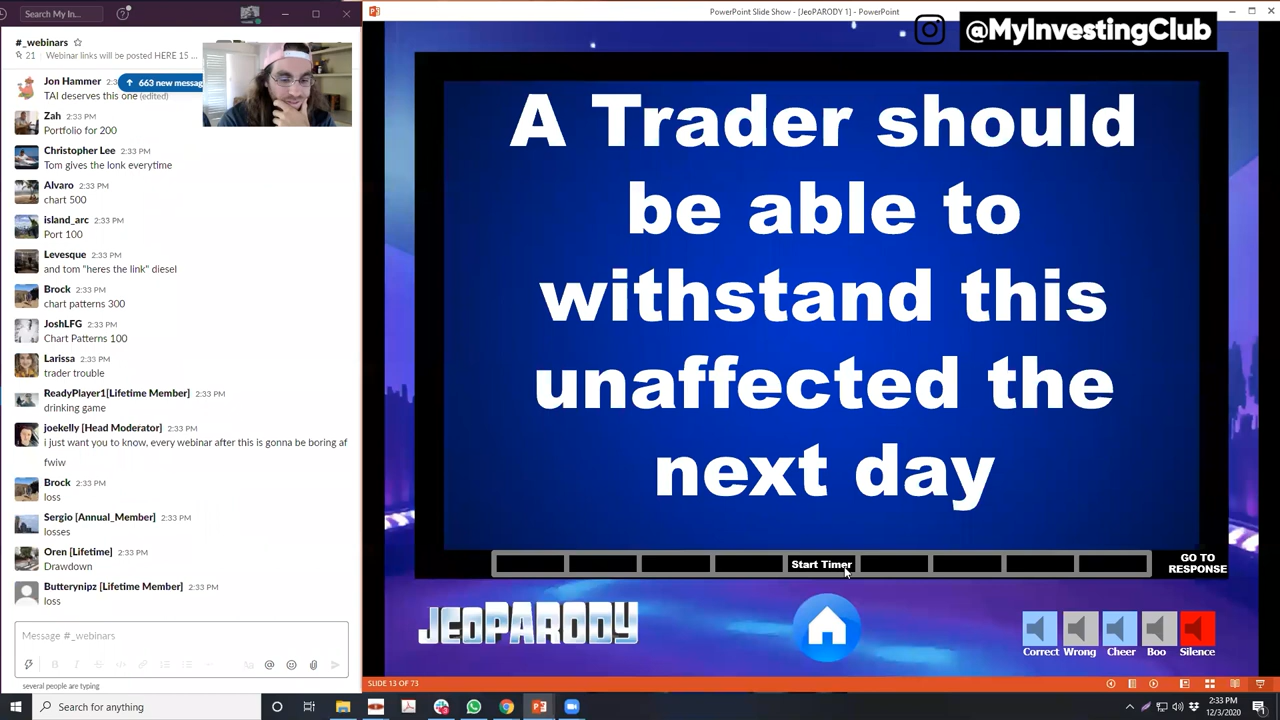 Search My In...
#_webinars
21 Webinar links will be posted HERE 15 ...
663 new messag
Jon Hammer 2:3
TAI deserves this one (edited)
Zah 2:33 PM
Portfolio for 200
Christopher Lee 2:33 PM
Tom gives the lonk everytime
Alvaro 2:33 PM
chart 500
island_arc 2:33 PM
Port 100
Levesque 2:33 PM
and tom "heres the link" diesel
Brock 2:33 PM
chart patterns 300
JoshLFG 2:33 PM
Chart Patterns 100
Larissa 2:33 PM
trader trouble
ReadyPlayer1[Lifetime Member] 2:33 PM
drinking game
joekelly [Head Moderator] 2:33 PM
i just want you to know, every webinar after this is gonna be boring af
fwiw
Brock 2:33 PM
loss
Sergio [Annual_Member] 2:33 PM
losses
Oren [Lifetime] 2:33 PM
Drawdown
Butterynipz [Lifetime Member] 2:33 PM
loss
Message #_webinars
several people are typing
PowerPoint Slide Show - [JeoPARODY 1] - PowerPoint
@MyInvestingClub
A Trader should
be able to
withstand this
unaffected the
next day
Start Timer
GO TO
RESPONSE
JEOPARODY
Correct Wrong Cheer Boo Silence
SLIDE 13 OF 73
Search for anything
2:33 PM
12/3/2020